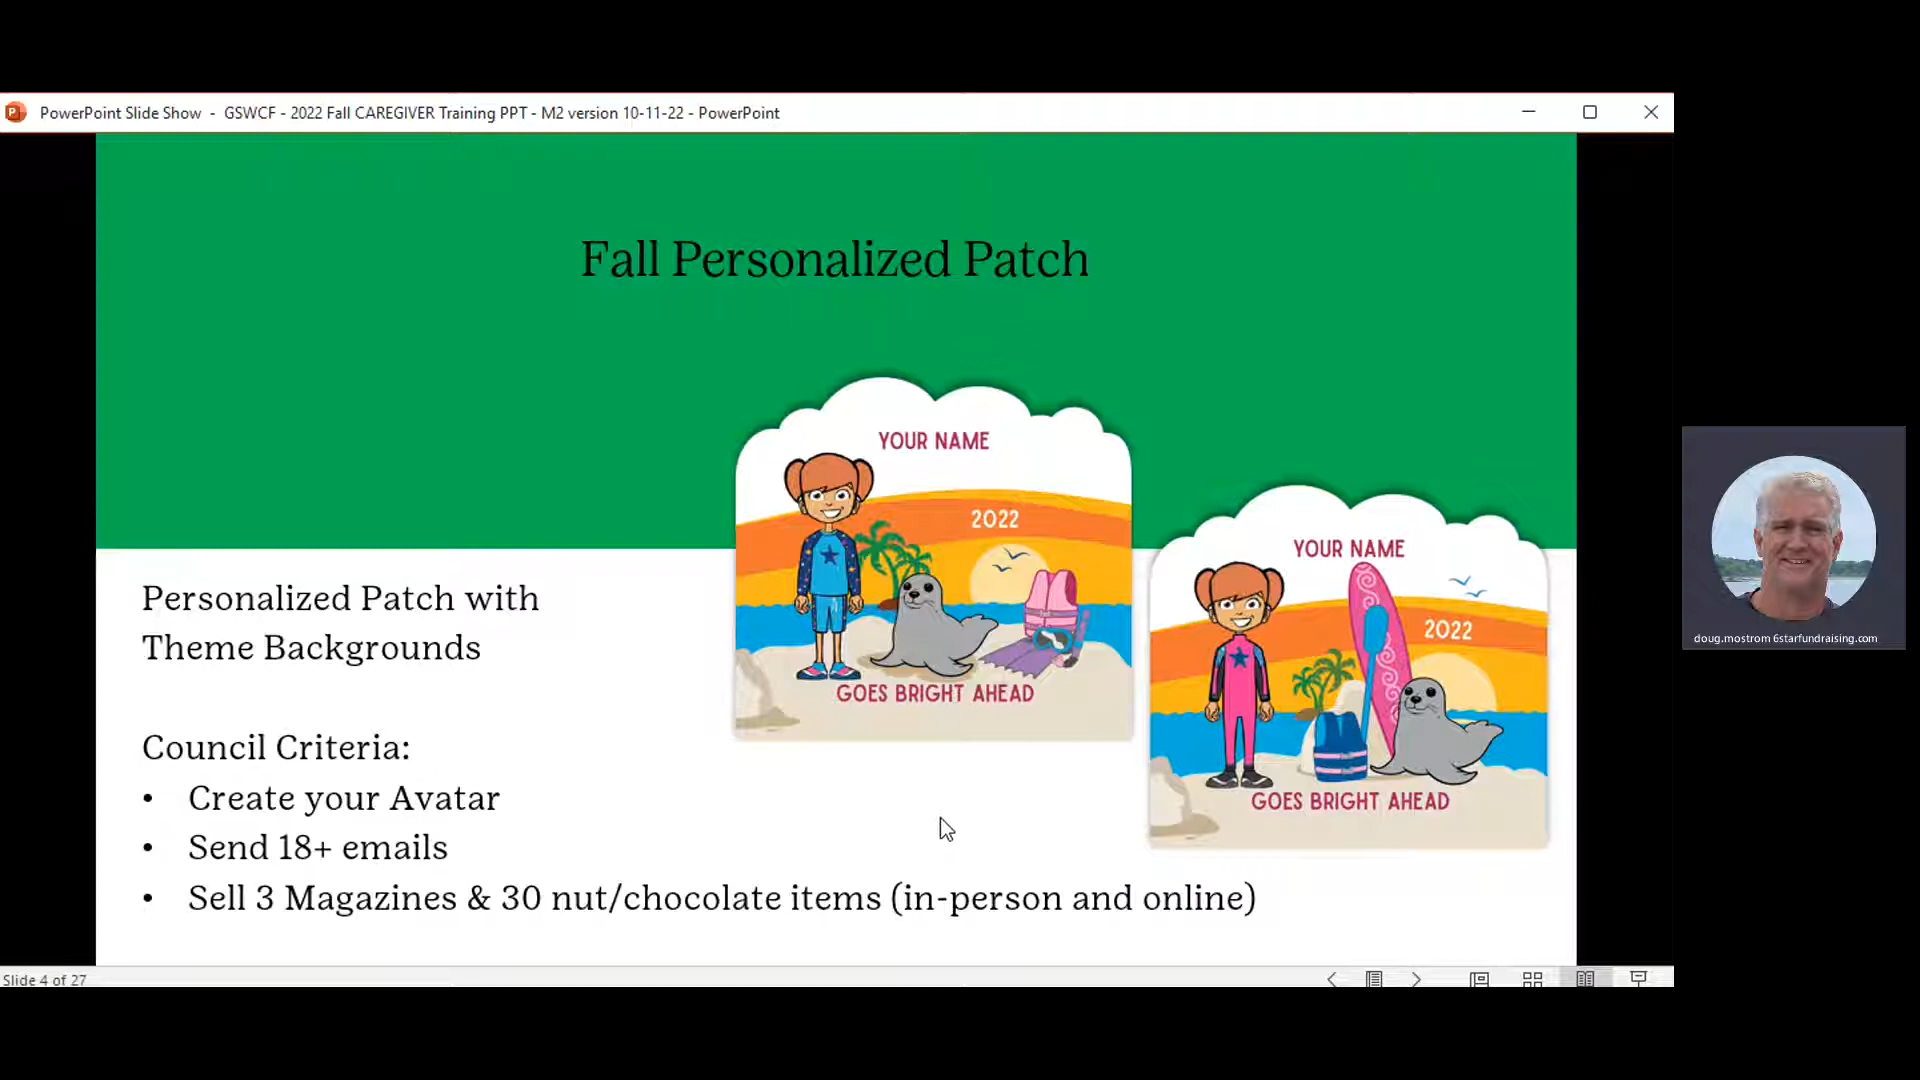 PowerPoint Slide Show - GSWCF - 2022 Fall CAREGIVER Training PPT - M2 version 10-11-22 - PowerPoint
Fall Personalized Patch
YOUR NAME
2022
GOES BRIGHT AHEAD
YOUR NAME
2022
GOES BRIGHT AHEAD
Personalized Patch with
Theme Backgrounds
Council Criteria:
• Create your Avatar
• Send 18+ emails
• Sell 3 Magazines & 30 nut/chocolate items (in-person and online)
doug.mostrom 6starfundraising.com
Slide 4 of 27